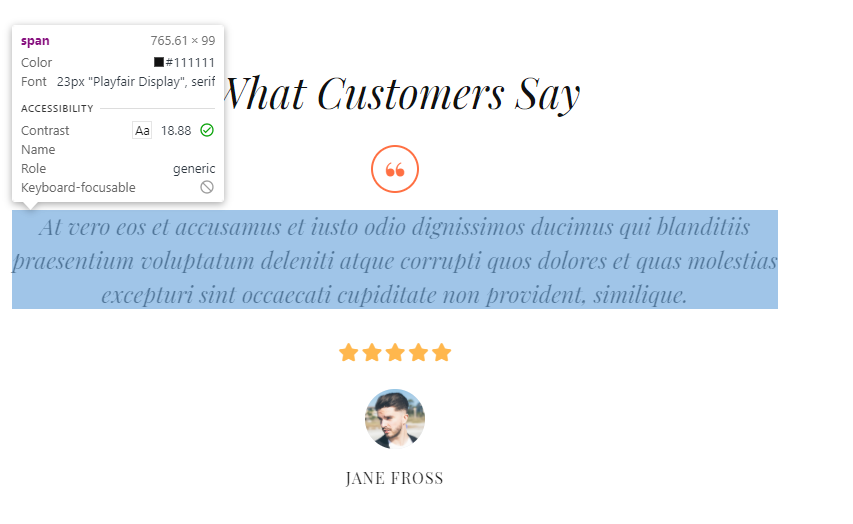 span 765.61 × 99
Color #111111
Font 23px "Playfair Display", serif
ACCESSIBILITY
Contrast Aa 18.88
Name
Role generic
Keyboard-focusable
What Customers Say
At vero eos et accusamus et iusto odio dignissimos ducimus qui blanditiis
praesentium voluptatum deleniti atque corrupti quos dolores et quas molestias
excepturi sint occaecati cupiditate non provident, similique.
JANE FROSS